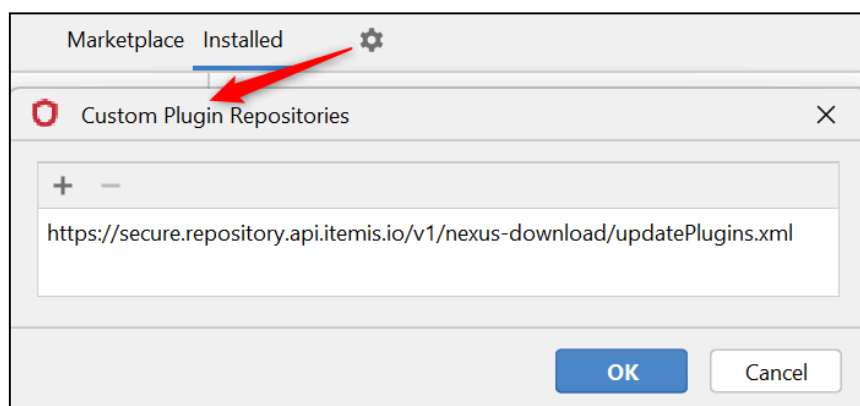 Marketplace Installed
Custom Plugin Repositories
https://secure.repository.api.itemis.io/v1/nexus-download/updatePlugins.xml
OK Cancel